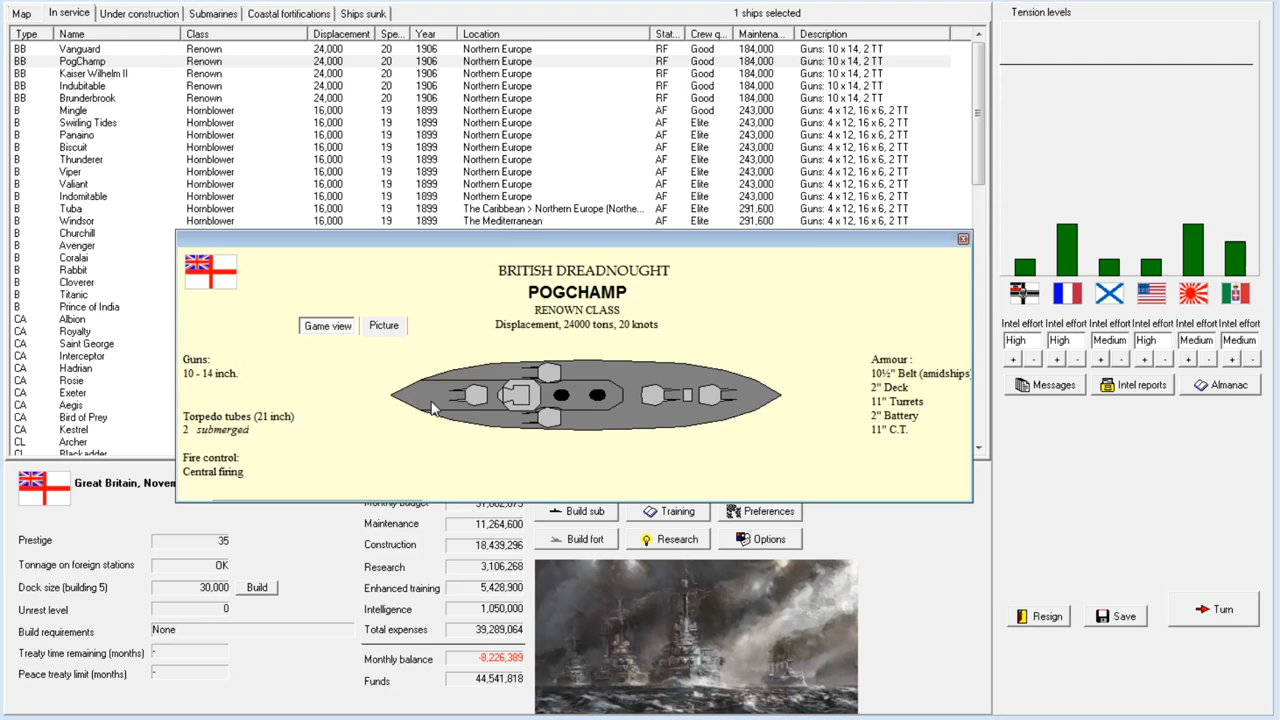 Map In service Under construction Submarines Coastal fortifications Ships sunk 1 ships selected
Type Name Class Displacement Spe... Year Location Stat... Crew q... Maintena... Description
BB Vanguard Renown 24,000 20 1906 Northern Europe RF Good 184,000 Guns: 10 x 14, 2 TT
BB PogChamp Renown 24,000 20 1906 Northern Europe RF Good 184,000 Guns: 10 x 14, 2 TT
BB Kaiser Wilhelm II Renown 24,000 20 1906 Northern Europe RF Good 184,000 Guns: 10 x 14, 2 TT
BB Indubitable Renown 24,000 20 1906 Northern Europe RF Good 184,000 Guns: 10 x 14, 2 TT
BB Brunderbrook Renown 24,000 20 1906 Northern Europe RF Good 184,000 Guns: 10 x 14, 2 TT
B Mingle Hornblower 16,000 19 1899 Northern Europe AF Good 243,000 Guns: 4 x 12, 16 x 6, 2 TT
B Swirling Tides Hornblower 16,000 19 1899 Northern Europe AF Elite 243,000 Guns: 4 x 12, 16 x 6, 2 TT
B Panaino Hornblower 16,000 19 1899 Northern Europe AF Elite 243,000 Guns: 4 x 12, 16 x 6, 2 TT
B Biscuit Hornblower 16,000 19 1899 Northern Europe AF Elite 243,000 Guns: 4 x 12, 16 x 6, 2 TT
B Thunderer Hornblower 16,000 19 1899 Northern Europe AF Elite 243,000 Guns: 4 x 12, 16 x 6, 2 TT
B Viper Hornblower 16,000 19 1899 Northern Europe AF Elite 243,000 Guns: 4 x 12, 16 x 6, 2 TT
B Valiant Hornblower 16,000 19 1899 Northern Europe AF Elite 243,000 Guns: 4 x 12, 16 x 6, 2 TT
B Indomitable Hornblower 16,000 19 1899 Northern Europe AF Elite 243,000 Guns: 4 x 12, 16 x 6, 2 TT
B Tuba Hornblower 16,000 19 1899 The Caribbean > Northern Europe (Northe... AF Elite 291,600 Guns: 4 x 12, 16 x 6, 2 TT
B Windsor Hornblower 16,000 19 1899 The Mediterranean AF Elite 291,600 Guns: 4 x 12, 16 x 6, 2 TT
B Churchill
B Avenger
B Coralai
B Rabbit
B Cloverer
B Titanic
B Prince of India
CA Albion
CA Royalty
CA Saint George
CA Interceptor
CA Hadrian
CA Rosie
CA Exeter
CA Aegis
CA Bird of Prey
CA Kestrel
CL Archer
CL Blackadder
BRITISH DREADNOUGHT
POGCHAMP
RENOWN CLASS
Displacement, 24000 tons, 20 knots
Game view Picture
Guns:
10 - 14 inch.
Torpedo tubes (21 inch)
2 submerged
Fire control:
Central firing
Armour :
10½" Belt (amidships)
2" Deck
11" Turrets
2" Battery
11" C.T.
Tension levels
Intel effort Intel effort Intel effort Intel effort Intel effort Intel effort
High High Medium High Medium Medium
+ - + - + - + - + - + -
Messages Intel reports Almanac
Great Britain, Novem
Prestige 35
Tonnage on foreign stations OK
Dock size (building 5) 30,000 Build
Unrest level 0
Build requirements None
Treaty time remaining (months) -
Peace treaty limit (months) -
Monthly budget
Maintenance 11,264,600
Construction 18,439,296
Research 3,106,268
Enhanced training 5,428,900
Intelligence 1,050,000
Total expenses 39,289,064
Monthly balance -8,226,389
Funds 44,541,818
Build sub Training Preferences
Build fort Research Options
Resign Save Turn